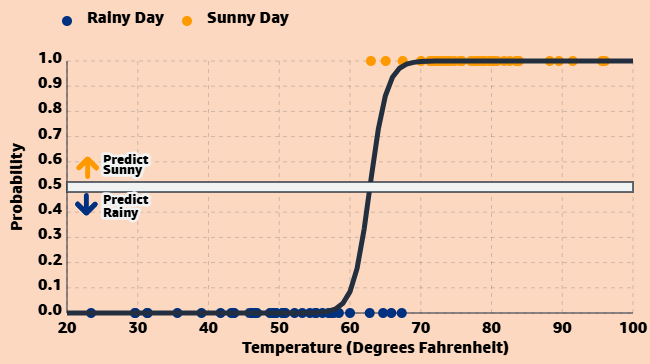 Rainy Day Sunny Day
1.0
0.9
0.8
0.7
0.6
0.5
0.4
0.3
0.2
0.1
0.0
Probability
Predict
Sunny
Predict
Rainy
20 30 40 50 60 70 80 90 100
Temperature (Degrees Fahrenheit)